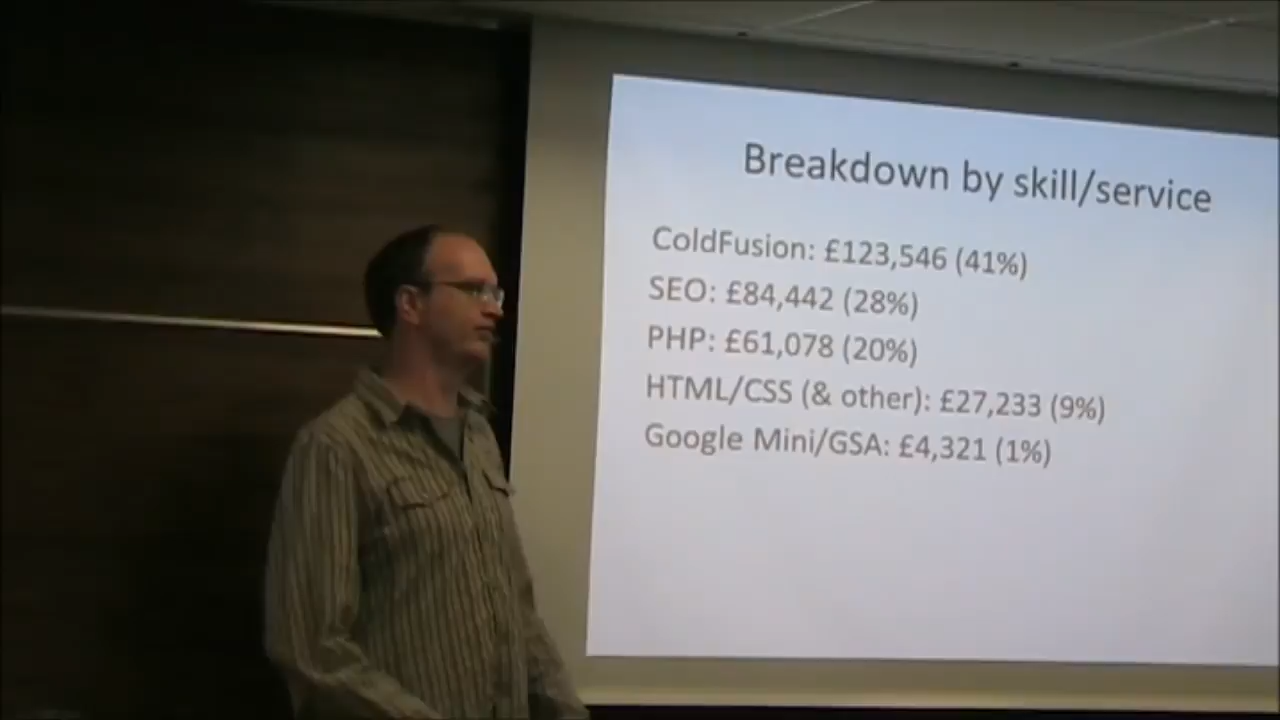 Breakdown by skill/service
ColdFusion: £123,546 (41%)
SEO: £84,442 (28%)
PHP: £61,078 (20%)
HTML/CSS (& other): £27,233 (9%)
Google Mini/GSA: £4,321 (1%)